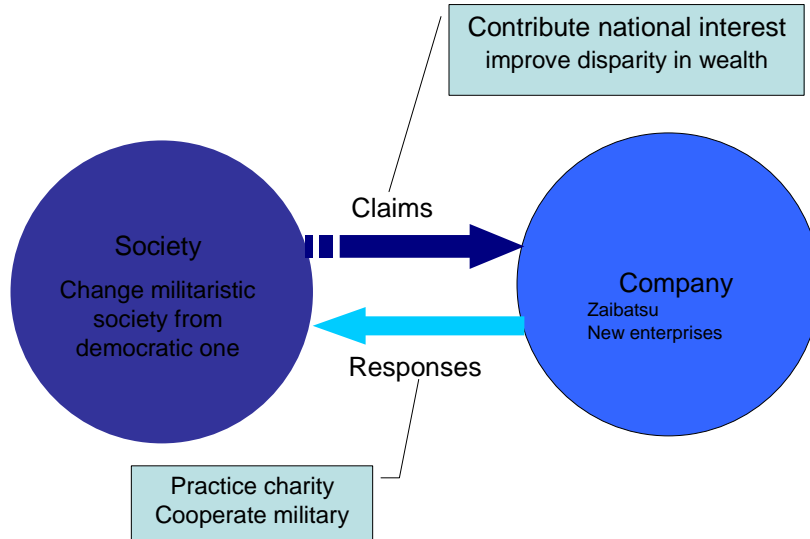 Contribute national interest
improve disparity in wealth
Claims
Society
Change militaristic
society from
democratic one
Company
Zaibatsu
New enterprises
Responses
Practice charity
Cooperate military